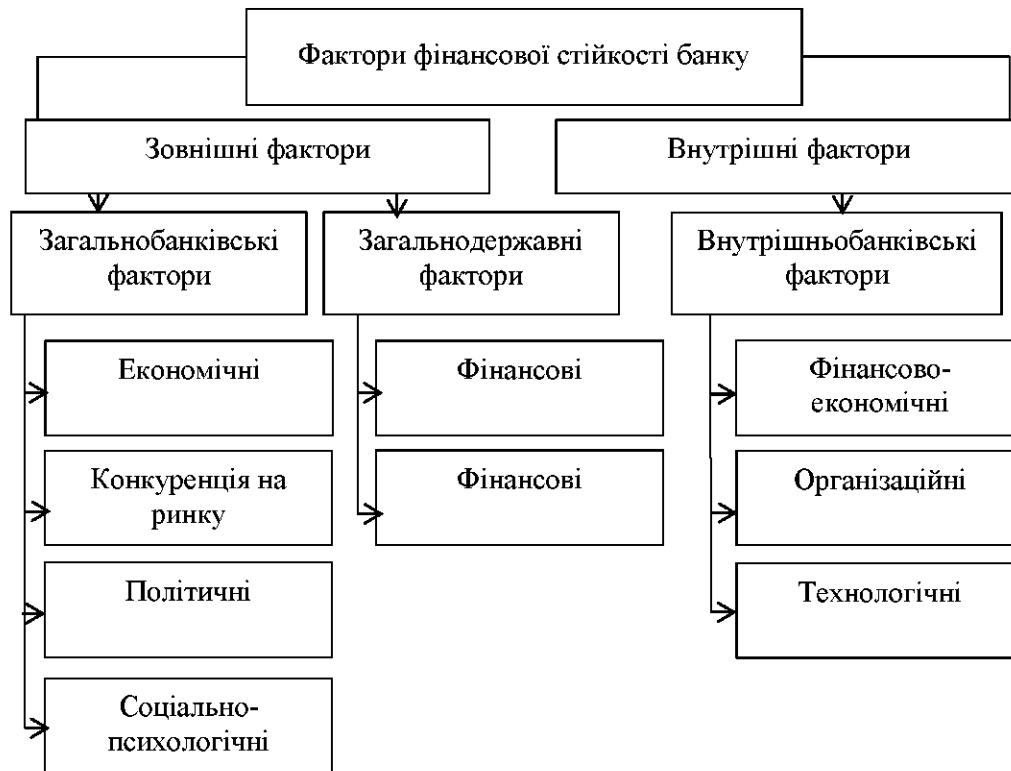 Фактори фінансової стійкості банку
Зовнішні фактори
Внутрішні фактори
Загальнобанківські
фактори
Загальнодержавні
фактори
Внутрішньобанківські
фактори
Економічні
Фінансові
Фінансово-
економічні
Конкуренція на
ринку
Фінансові
Організаційні
Політичні
Технологічні
Соціально-
психологічні